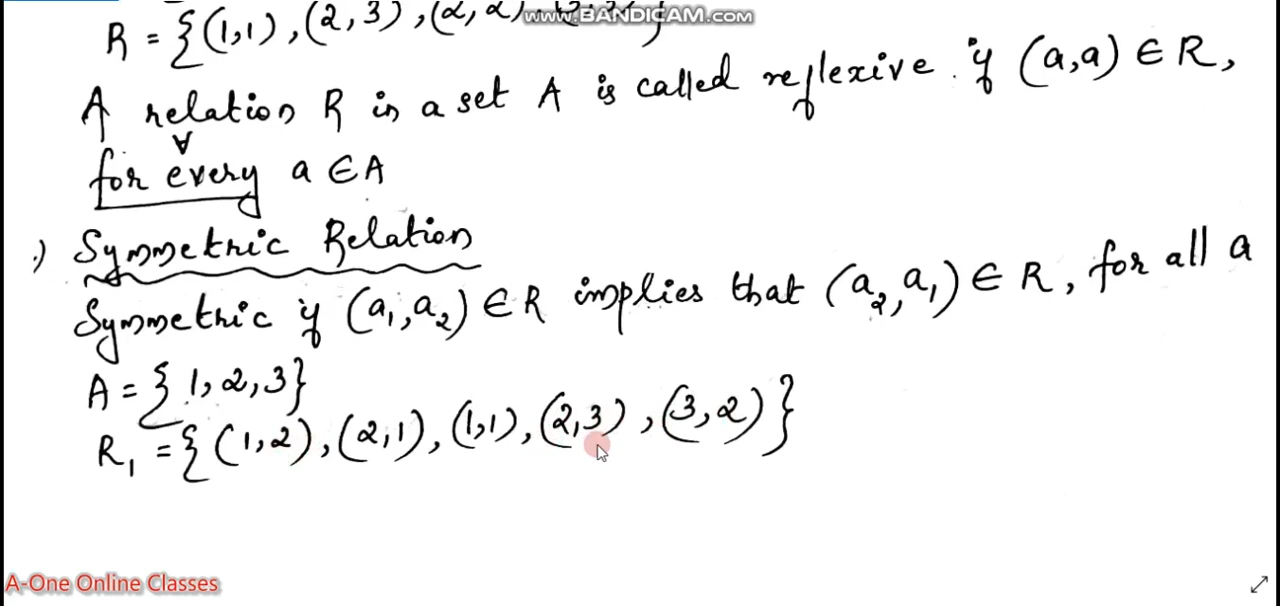 www.BANDICAM.com
R = {(1,1), (2,3), (2,2), (3,3)}
A relation R in a set A is called reflexive if (a,a) ∈ R,
∀
for every a ∈ A
.) Symmetric Relation
Symmetric if (a₁,a₂) ∈ R implies that (a₂,a₁) ∈ R, for all a
A = {1,2,3}
R₁ = {(1,2), (2,1), (1,1), (2,3), (3,2)}
A-One Online Classes